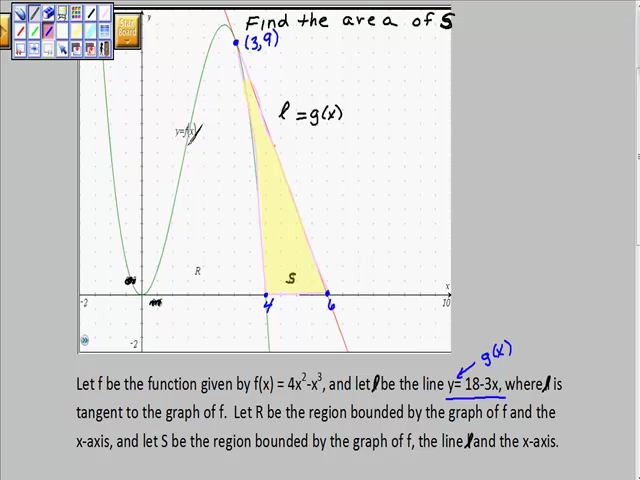 Start
Board
y
Find the area of S
(3,9)
l = g(x)
y=f(x)
R
S
x
-2
4
6
10
-2
g(x)
Let f be the function given by f(x) = 4x²-x³, and let l be the line y= 18-3x, where l is
tangent to the graph of f. Let R be the region bounded by the graph of f and the
x-axis, and let S be the region bounded by the graph of f, the line l and the x-axis.